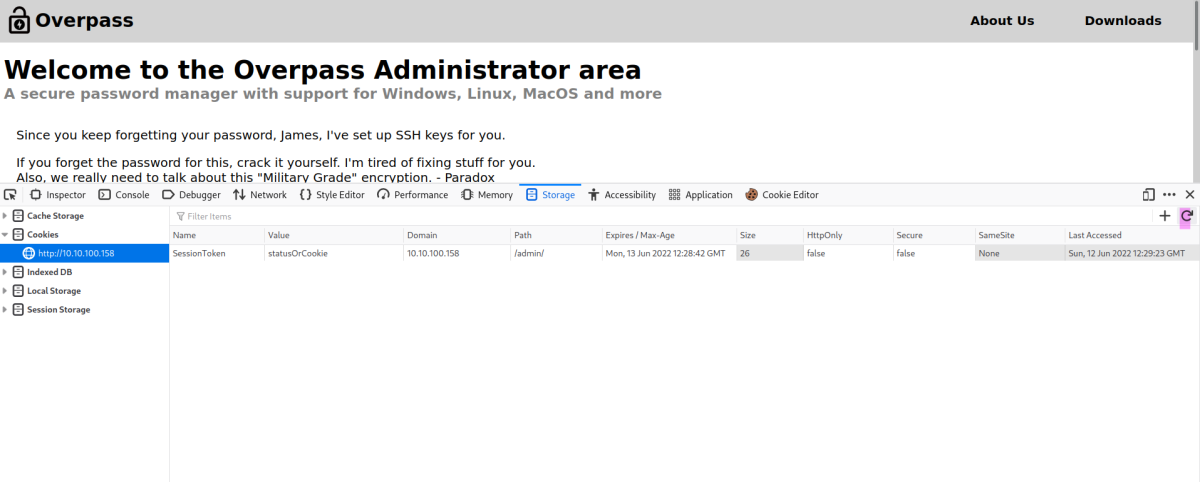 Overpass About Us Downloads
Welcome to the Overpass Administrator area
A secure password manager with support for Windows, Linux, MacOS and more
Since you keep forgetting your password, James, I've set up SSH keys for you.
If you forget the password for this, crack it yourself. I'm tired of fixing stuff for you.
Also, we really need to talk about this "Military Grade" encryption. - Paradox
Inspector Console Debugger Network Style Editor Performance Memory Storage Accessibility Application Cookie Editor
Cache Storage Filter Items
Cookies Name Value Domain Path Expires / Max-Age Size HttpOnly Secure SameSite Last Accessed
http://10.10.100.158 SessionToken statusOrCookie 10.10.100.158 /admin/ Mon, 13 Jun 2022 12:28:42 GMT 26 false false None Sun, 12 Jun 2022 12:29:23 GMT
Indexed DB
Local Storage
Session Storage